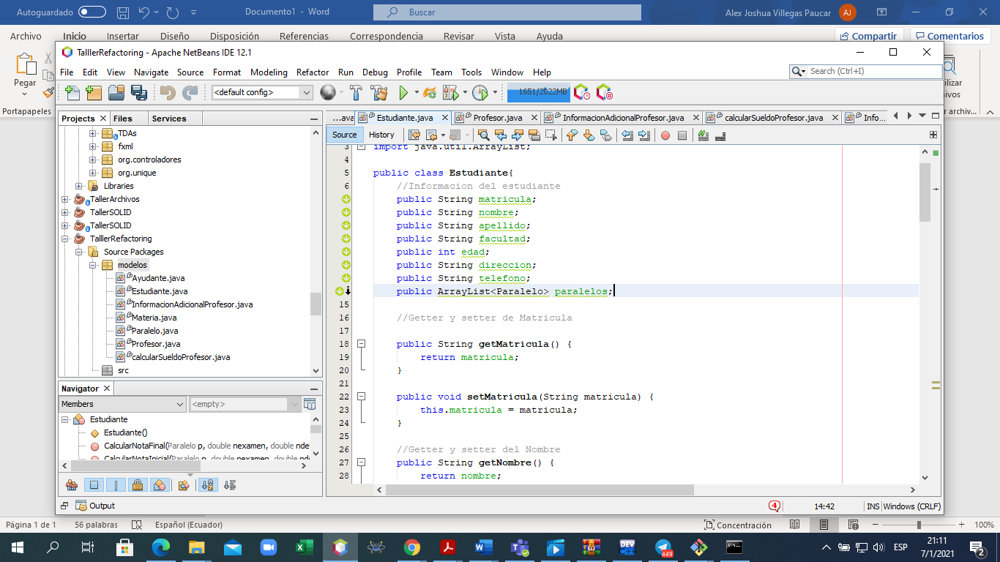 Autoguardado
Documento1 - Word
Buscar
Alex Joshua Villegas Paucar
AJ
Archivo Inicio Insertar Diseño Disposición Referencias Correspondencia Revisar Vista Ayuda
Compartir
Comentarios
Pegar
Portapapeles
TalllerRefactoring - Apache NetBeans IDE 12.1
File Edit View Navigate Source Format Modeling Refactor Run Debug Profile Team Tools Window Help
Search (Ctrl+I)
<default config>
1651/2022MB
Projects
Files
Services
TDAs
fxml
org.controladores
org.unique
Libraries
TallerArchivos
TallerSOLID
TallerSOLID
TalllerRefactoring
Source Packages
modelos
Ayudante.java
Estudiante.java
InformacionAdicionalProfesor.java
Materia.java
Paralelo.java
Profesor.java
calcularSueldoProfesor.java
src
Navigator
Members
<empty>
Estudiante
Estudiante()
CalcularNotaFinal(Paralelo p, double nexamen, double nde
CalcularNotaInicial(Paralelo p, double nexamen, double nde
Output
...ava
Estudiante.java
Profesor.java
InformacionAdicionalProfesor.java
calcularSueldoProfesor.java
Info...
Source
History
3 import java.util.ArrayList;
4
5 public class Estudiante{
6 //Informacion del estudiante
public String matricula;
public String nombre;
public String apellido;
public String facultad;
public int edad;
public String direccion;
public String telefono;
public ArrayList<Paralelo> paralelos;
15
16 //Getter y setter de Matricula
17
18 public String getMatricula() {
19 return matricula;
20 }
21
22 public void setMatricula(String matricula) {
23 this.matricula = matricula;
24 }
25
26 //Getter y setter del Nombre
27 public String getNombre() {
28 return nombre;
4
14:42
INS
Windows (CRLF)
Página 1 de 1
56 palabras
Español (Ecuador)
Concentración
100%
449
ESP
21:11
7/1/2021
2